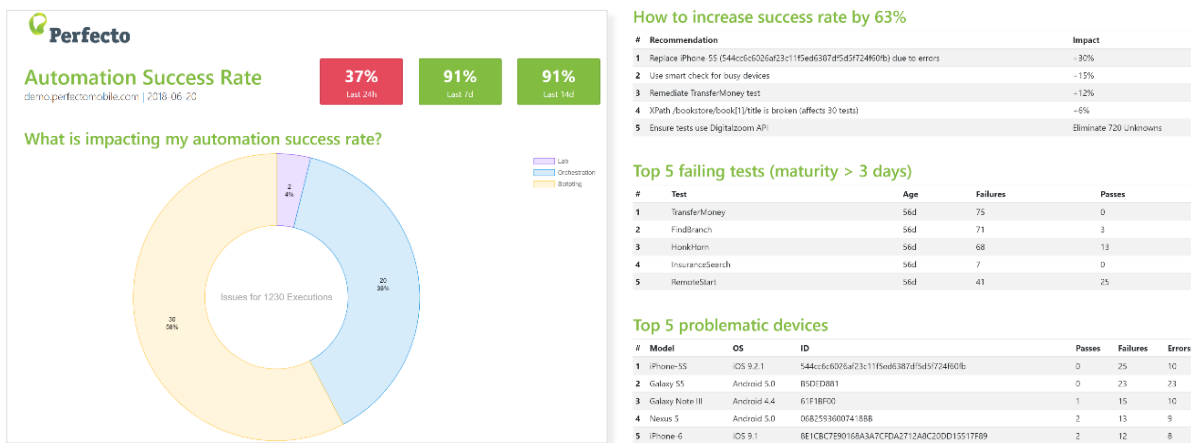 Perfecto
Automation Success Rate
demo.perfectomobile.com | 2018-06-20
37%
Last 24h
91%
Last 7d
91%
Last 14d
What is impacting my automation success rate?
Lab
Orchestration
Scripting
2
4%
20
38%
30
58%
Issues for 1230 Executions
How to increase success rate by 63%
# Recommendation Impact
1 Replace iPhone-5S (544cc6c6026af23c11f5ed6387df5d5f724f60fb) due to errors ~30%
2 Use smart check for busy devices ~15%
3 Remediate TransferMoney test ~12%
4 XPath /bookstore/book[1]/title is broken (affects 30 tests) ~6%
5 Ensure tests use Digitalzoom API Eliminate 720 Unknowns
Top 5 failing tests (maturity > 3 days)
# Test Age Failures Passes
1 TransferMoney 56d 75 0
2 FindBranch 56d 71 3
3 HonkHorn 56d 68 13
4 InsuranceSearch 56d 7 0
5 RemoteStart 56d 41 25
Top 5 problematic devices
# Model OS ID Passes Failures Errors
1 iPhone-5S iOS 9.2.1 544cc6c6026af23c11f5ed6387df5d5f724f60fb 0 25 10
2 Galaxy S5 Android 5.0 B5DED881 0 23 23
3 Galaxy Note III Android 4.4 61F1BF00 1 15 10
4 Nexus 5 Android 5.0 06B25936007418BB 2 13 9
5 iPhone-6 iOS 9.1 8E1CBC7E90168A3A7CFDA2712A8C20DD15517F89 2 12 8